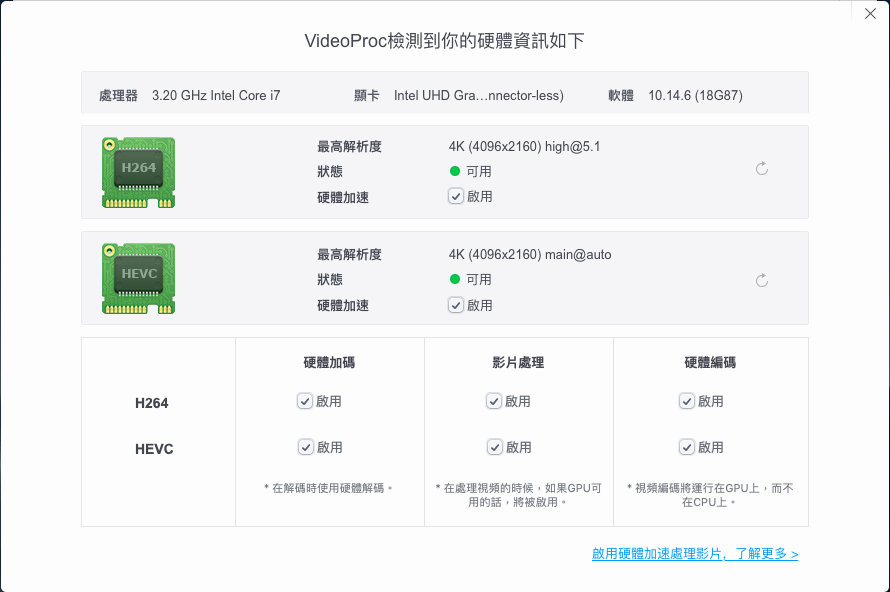 VideoProc檢測到你的硬體資訊如下
處理器 3.20 GHz Intel Core i7 顯卡 Intel UHD Gra...nnector-less) 軟體 10.14.6 (18G87)
H264
最高解析度 4K (4096x2160) high@5.1
狀態 可用
硬體加速 啟用
HEVC
最高解析度 4K (4096x2160) main@auto
狀態 可用
硬體加速 啟用
硬體加碼 影片處理 硬體編碼
H264 啟用 啟用 啟用
HEVC 啟用 啟用 啟用
* 在解碼時使用硬體解碼。
* 在處理視頻的時候，如果GPU可
用的話，將被啟用。
* 視頻編碼將運行在GPU上，而不
在CPU上。
啟用硬體加速處理影片，了解更多 >